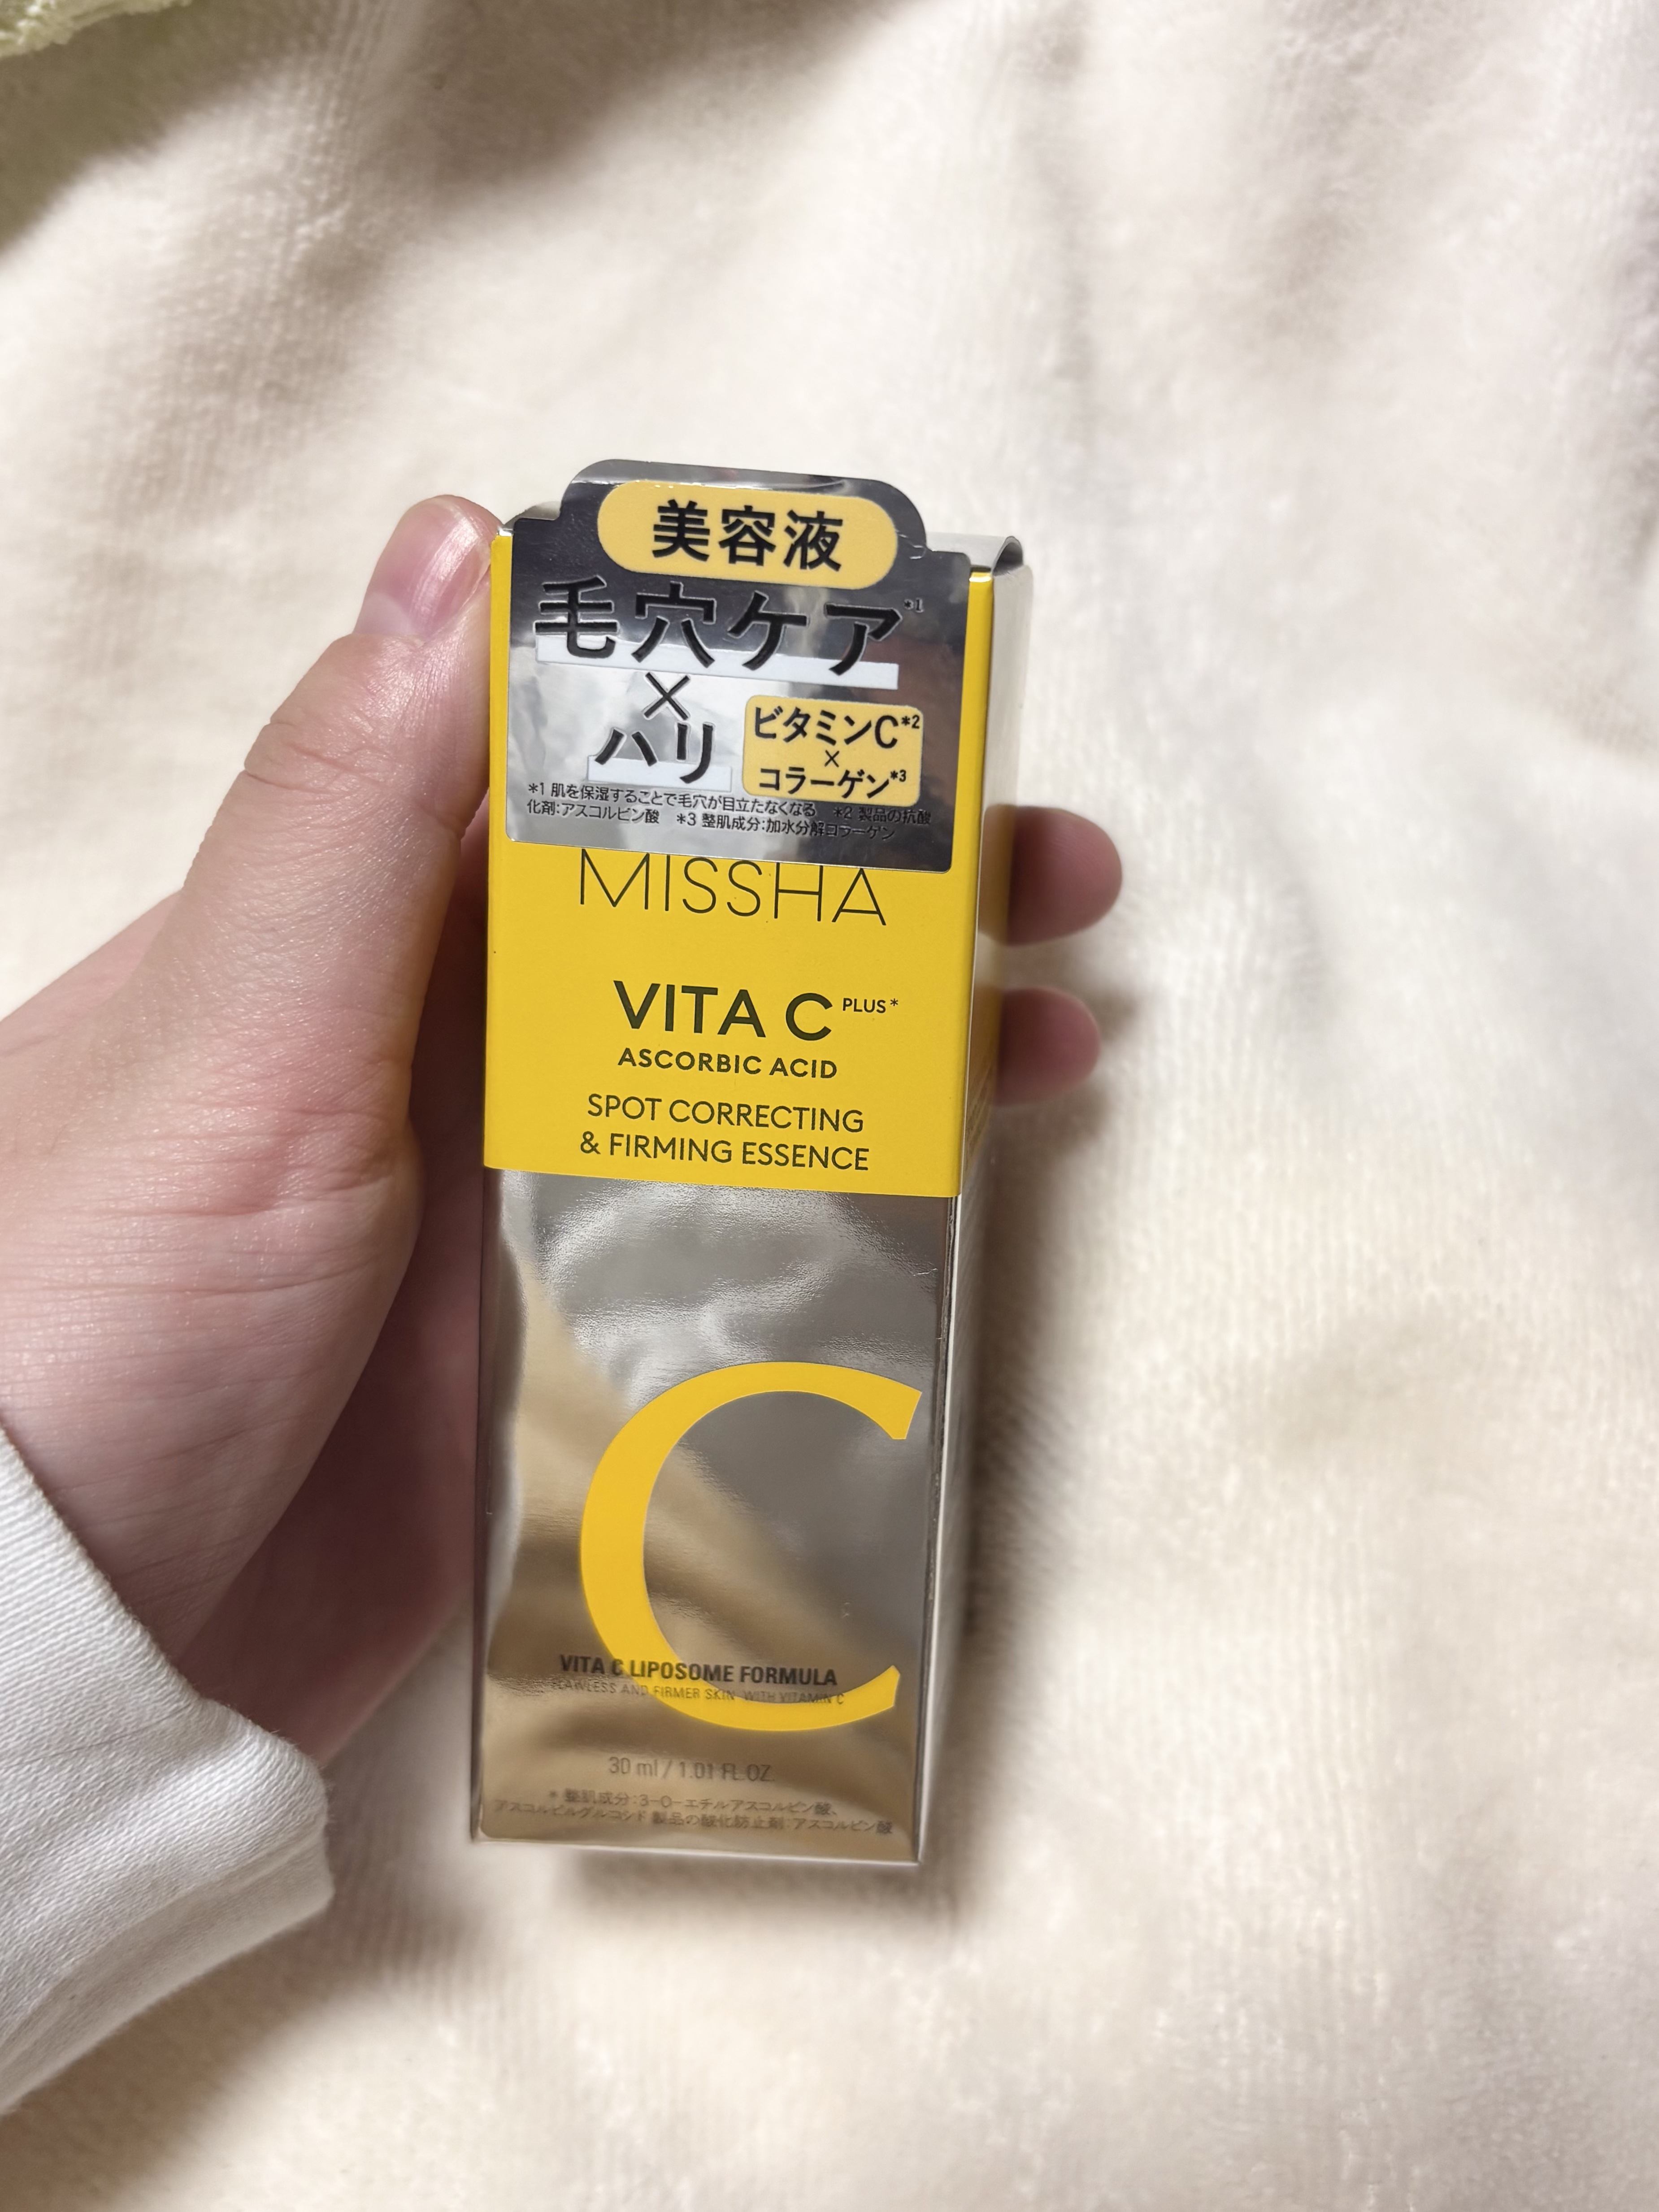 美容液
毛穴ケア*1
×
ハリ
ビタミンC*2
×
コラーゲン*3
*1 肌を保湿することで毛穴が目立たなくなる *2 製品の抗酸
化剤:アスコルビン酸 *3 整肌成分:加水分解コラーゲン
MISSHA
VITA C PLUS*
ASCORBIC ACID
SPOT CORRECTING
& FIRMING ESSENCE
C
VITA C LIPOSOME FORMULA
FLAWLESS AND FIRMER SKIN WITH VITAMIN C
30 ml / 1.01 FL.OZ.
* 整肌成分:3-O-エチルアスコルビン酸、
アスコルビルグルコシド 製品の酸化防止剤:アスコルビン酸